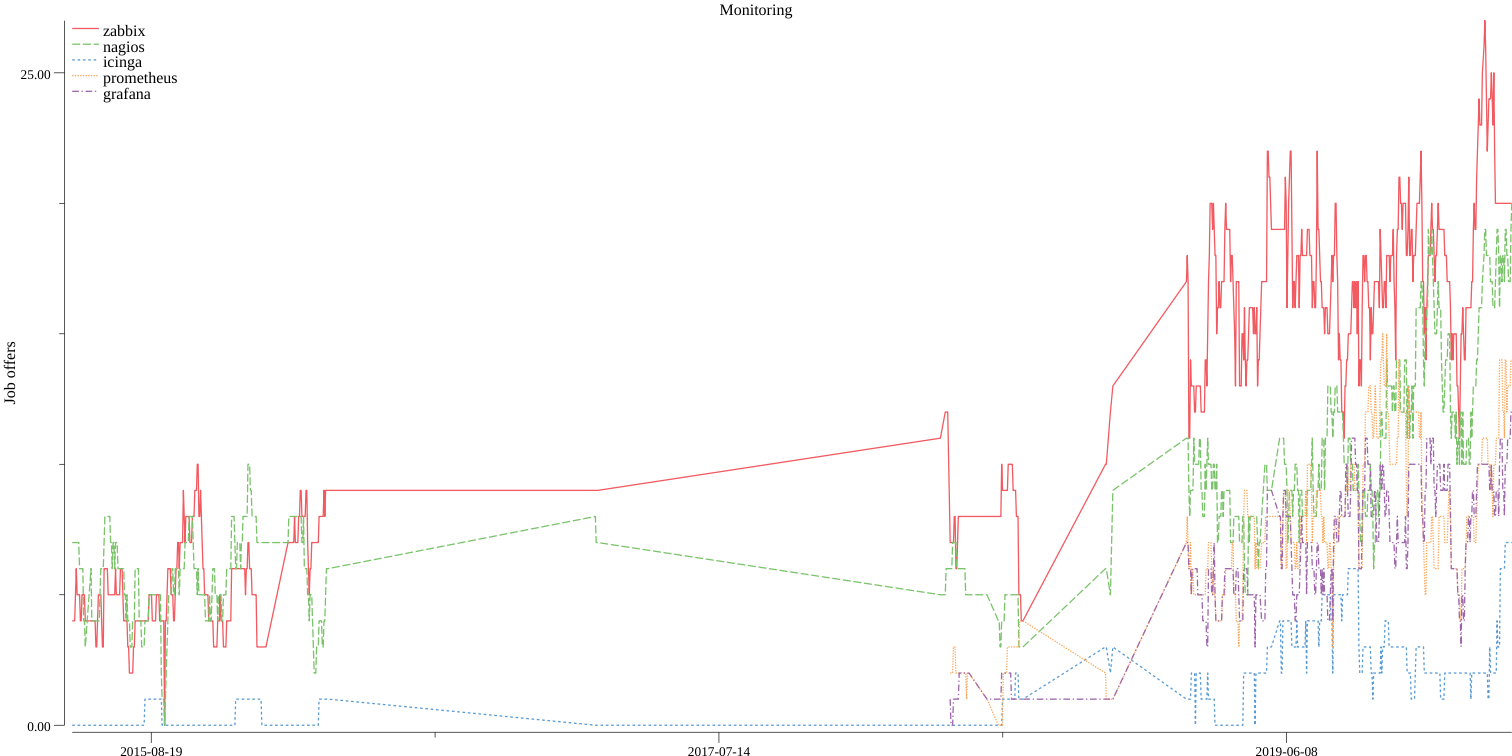 Monitoring
zabbix
nagios
icinga
prometheus
grafana
25.00
Job offers
0.00
2015-08-19
2017-07-14
2019-06-08